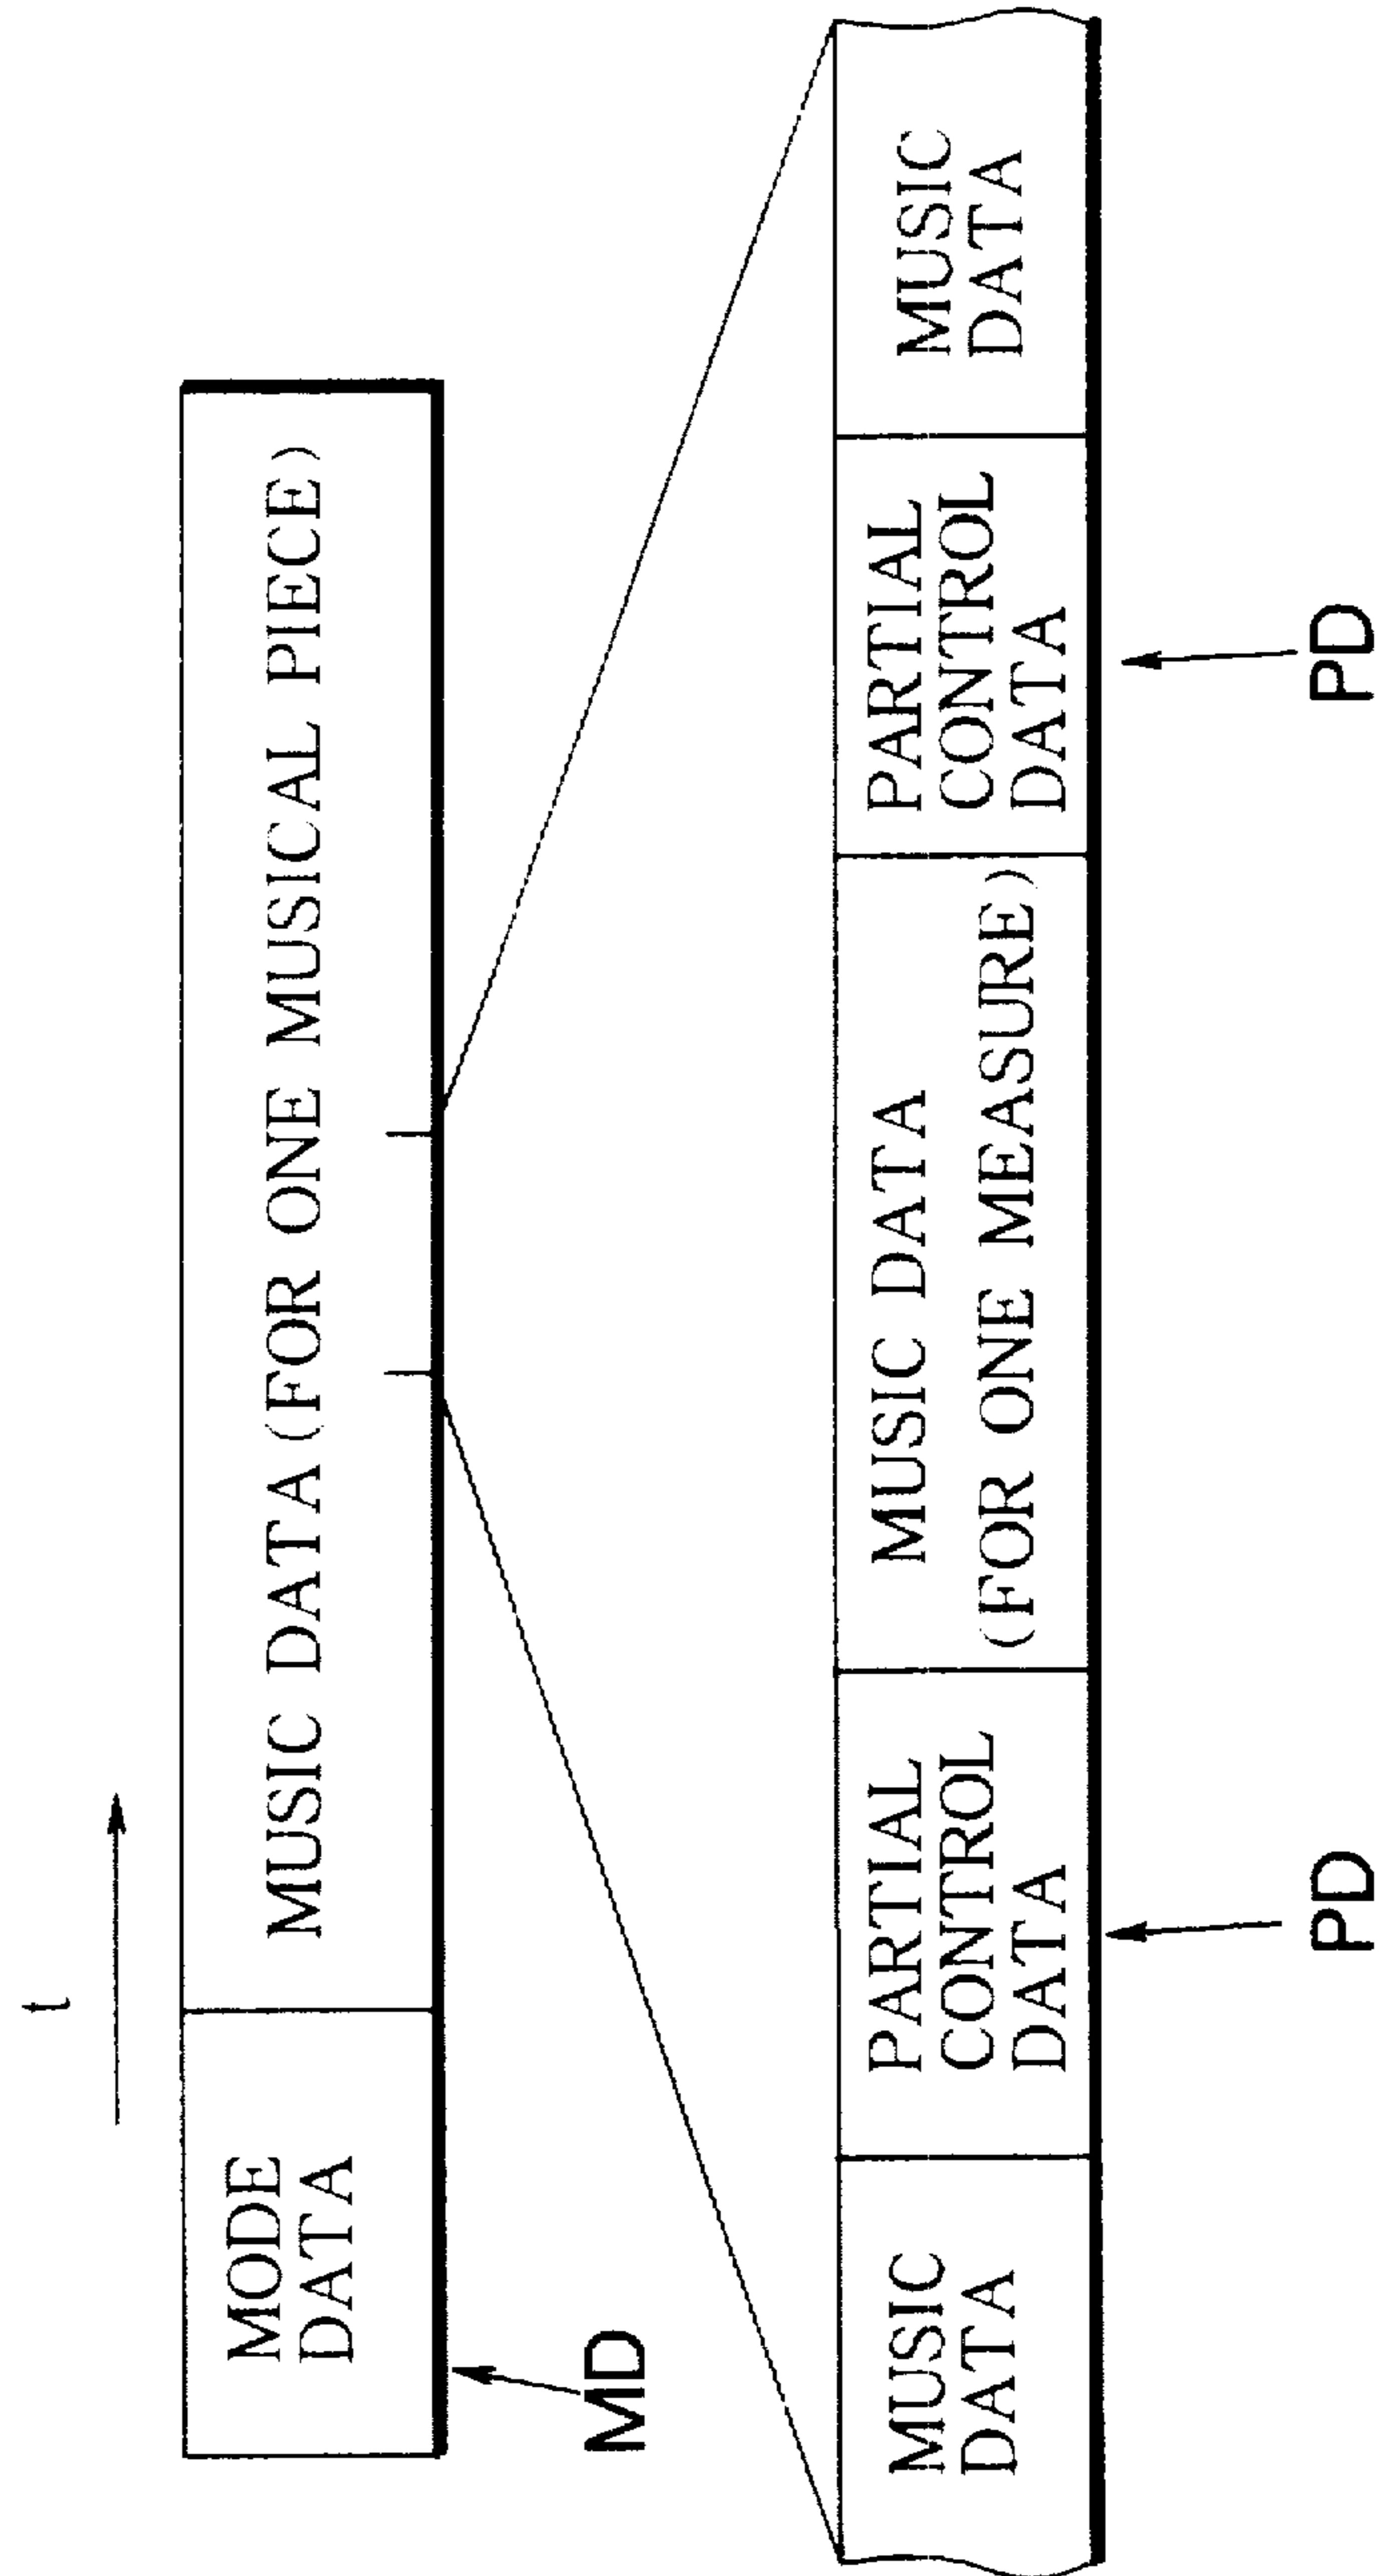 t
MODE
DATA
MUSIC DATA (FOR ONE MUSICAL PIECE)
MD
MUSIC
DATA
PARTIAL
CONTROL
DATA
MUSIC DATA
(FOR ONE MEASURE)
PARTIAL
CONTROL
DATA
MUSIC
DATA
PD
PD